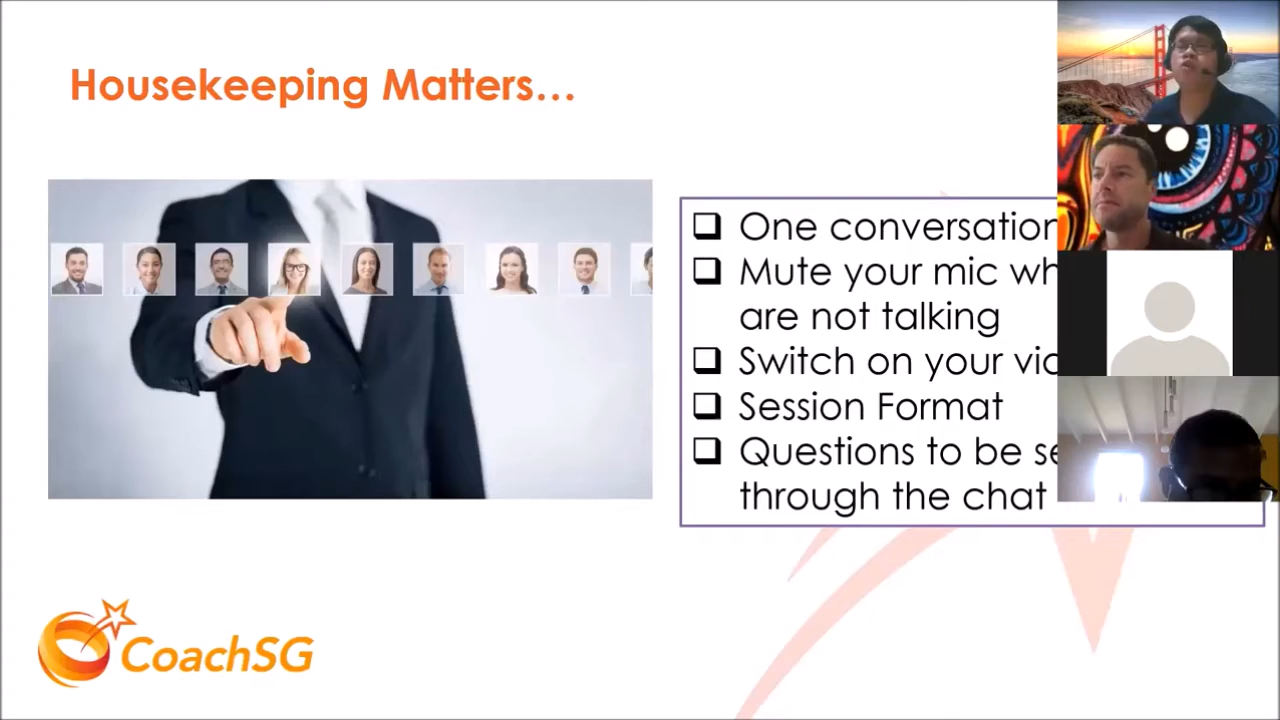 Housekeeping Matters…
One conversation
Mute your mic wh
are not talking
Switch on your vid
Session Format
Questions to be se
through the chat
CoachSG